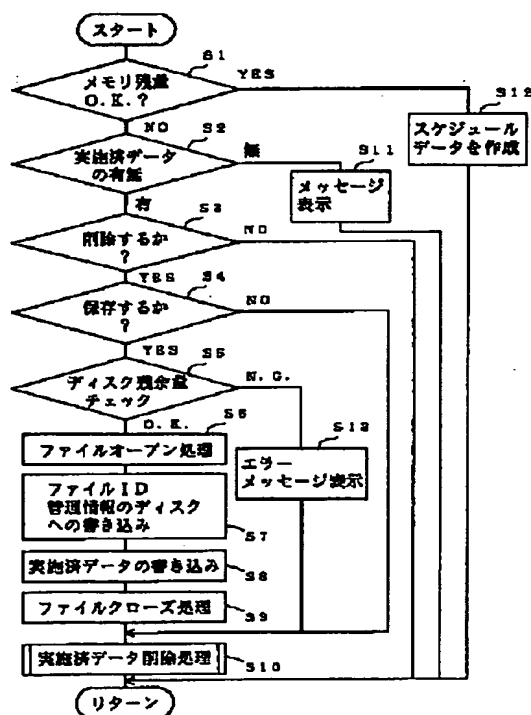 スタート
S1
メモリ残量
O.K.?
YES
S12
スケジュール
データを作成
NO
S2
実施済データ
の有無
無
S11
メッセージ
表示
有
S3
削除するか
?
NO
YES
S4
保存するか
?
NO
YES
S5
ディスク残余量
チェック
N.G.
O.K.
S6
ファイルオープン処理
S13
エラー
メッセージ表示
ファイルID
管理情報のディスク
への書き込み
S7
実施済データの書き込み
S8
ファイルクローズ処理
S9
実施済データ削除処理
S10
リターン